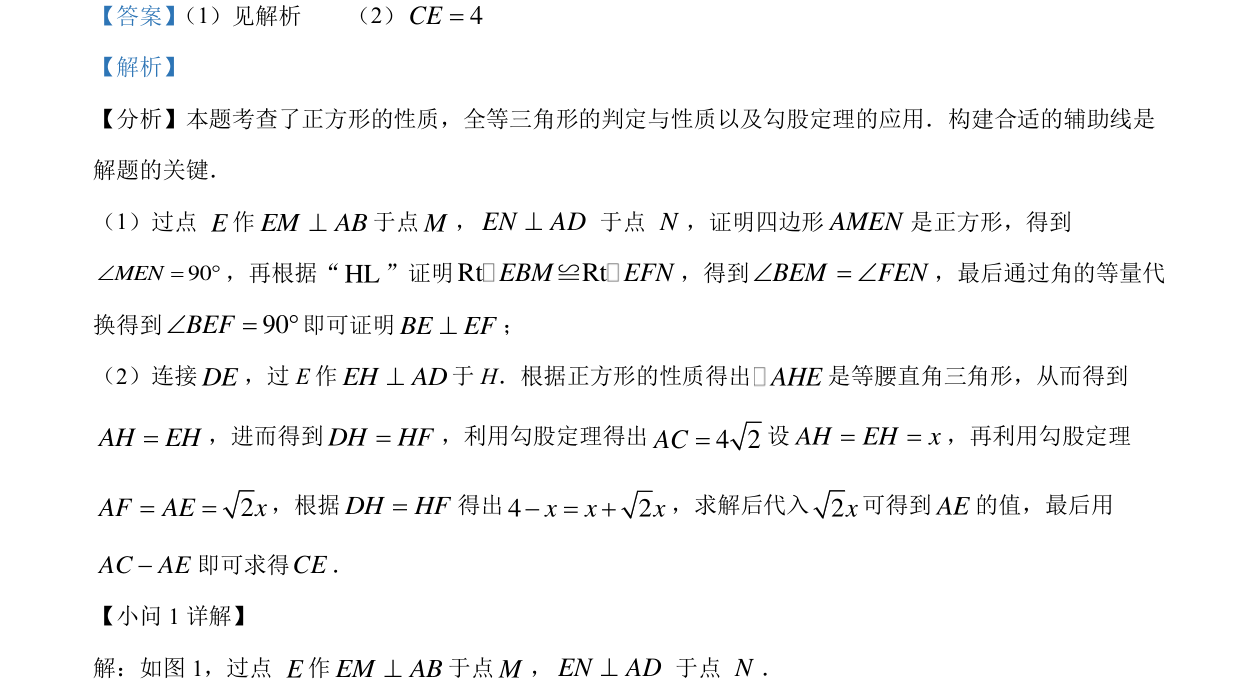 【答案】（1）见解析 （2）CE = 4
【解析】
【分析】本题考查了正方形的性质，全等三角形的判定与性质以及勾股定理的应用．构建合适的辅助线是
解题的关键．
（1）过点 E 作 EM ⊥ AB 于点 M ，EN ⊥ AD 于点 N ，证明四边形 AMEN 是正方形，得到
∠MEN = 90°，再根据“ HL ”证明 Rt□EBM ≌ Rt□EFN ，得到 ∠BEM = ∠FEN ，最后通过角的等量代
换得到 ∠BEF = 90° 即可证明 BE ⊥ EF ；
（2）连接 DE ，过 E 作 EH ⊥ AD 于 H．根据正方形的性质得出□AHE 是等腰直角三角形，从而得到
AH = EH ，进而得到 DH = HF ，利用勾股定理得出 AC = 4√2 设 AH = EH = x ，再利用勾股定理
AF = AE = √2x ，根据 DH = HF 得出 4 − x = x + √2x ，求解后代入 √2x 可得到 AE 的值，最后用
AC − AE 即可求得 CE ．
【小问 1 详解】
解：如图 1，过点 E 作 EM ⊥ AB 于点 M ，EN ⊥ AD 于点 N ．